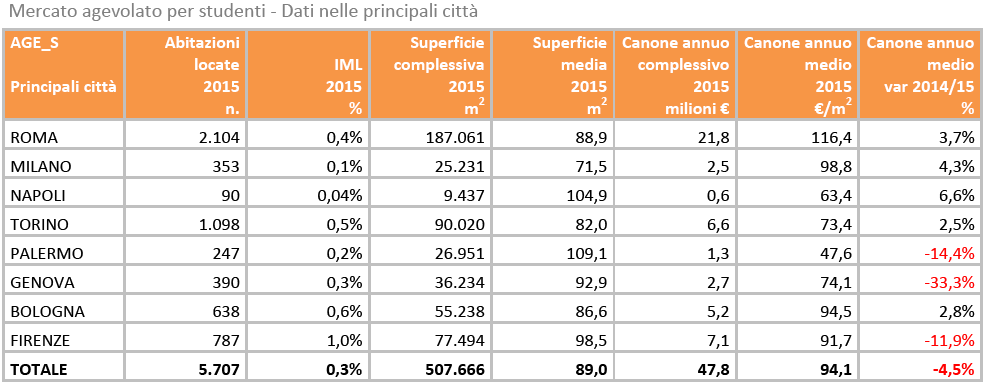 Mercato agevolato per studenti - Dati nelle principali città
AGE_S Principali città | Abitazioni locate 2015 n. | IML 2015 % | Superficie complessiva 2015 m² | Superficie media 2015 m² | Canone annuo complessivo 2015 milioni € | Canone annuo medio 2015 €/m² | Canone annuo medio var 2014/15 %
ROMA 2.104 0,4% 187.061 88,9 21,8 116,4 3,7%
MILANO 353 0,1% 25.231 71,5 2,5 98,8 4,3%
NAPOLI 90 0,04% 9.437 104,9 0,6 63,4 6,6%
TORINO 1.098 0,5% 90.020 82,0 6,6 73,4 2,5%
PALERMO 247 0,2% 26.951 109,1 1,3 47,6 -14,4%
GENOVA 390 0,3% 36.234 92,9 2,7 74,1 -33,3%
BOLOGNA 638 0,6% 55.238 86,6 5,2 94,5 2,8%
FIRENZE 787 1,0% 77.494 98,5 7,1 91,7 -11,9%
TOTALE 5.707 0,3% 507.666 89,0 47,8 94,1 -4,5%